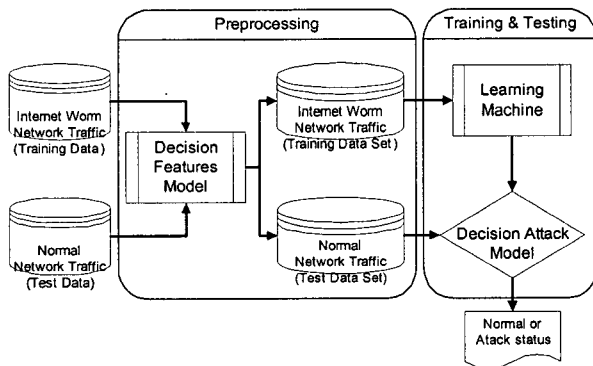 Preprocessing
Training & Testing
Internet Worm
Network Traffic
(Training Data)
Decision
Features
Model
Internet Worm
Network Traffic
(Training Data Set)
Learning
Machine
Normal
Network Traffic
(Test Data)
Normal
Network Traffic
(Test Data Set)
Decision Attack
Model
Normal or
Atack status